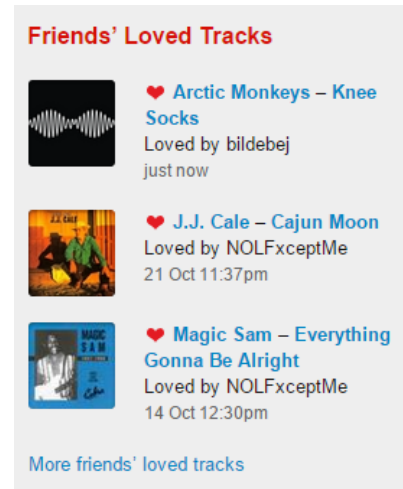 Friends’ Loved Tracks
❤ Arctic Monkeys – Knee
Socks
Loved by bildebej
just now
J.J. CALE
❤ J.J. Cale – Cajun Moon
Loved by NOLFxceptMe
21 Oct 11:37pm
MAGIC
SAM
❤ Magic Sam – Everything
Gonna Be Alright
Loved by NOLFxceptMe
14 Oct 12:30pm
More friends’ loved tracks